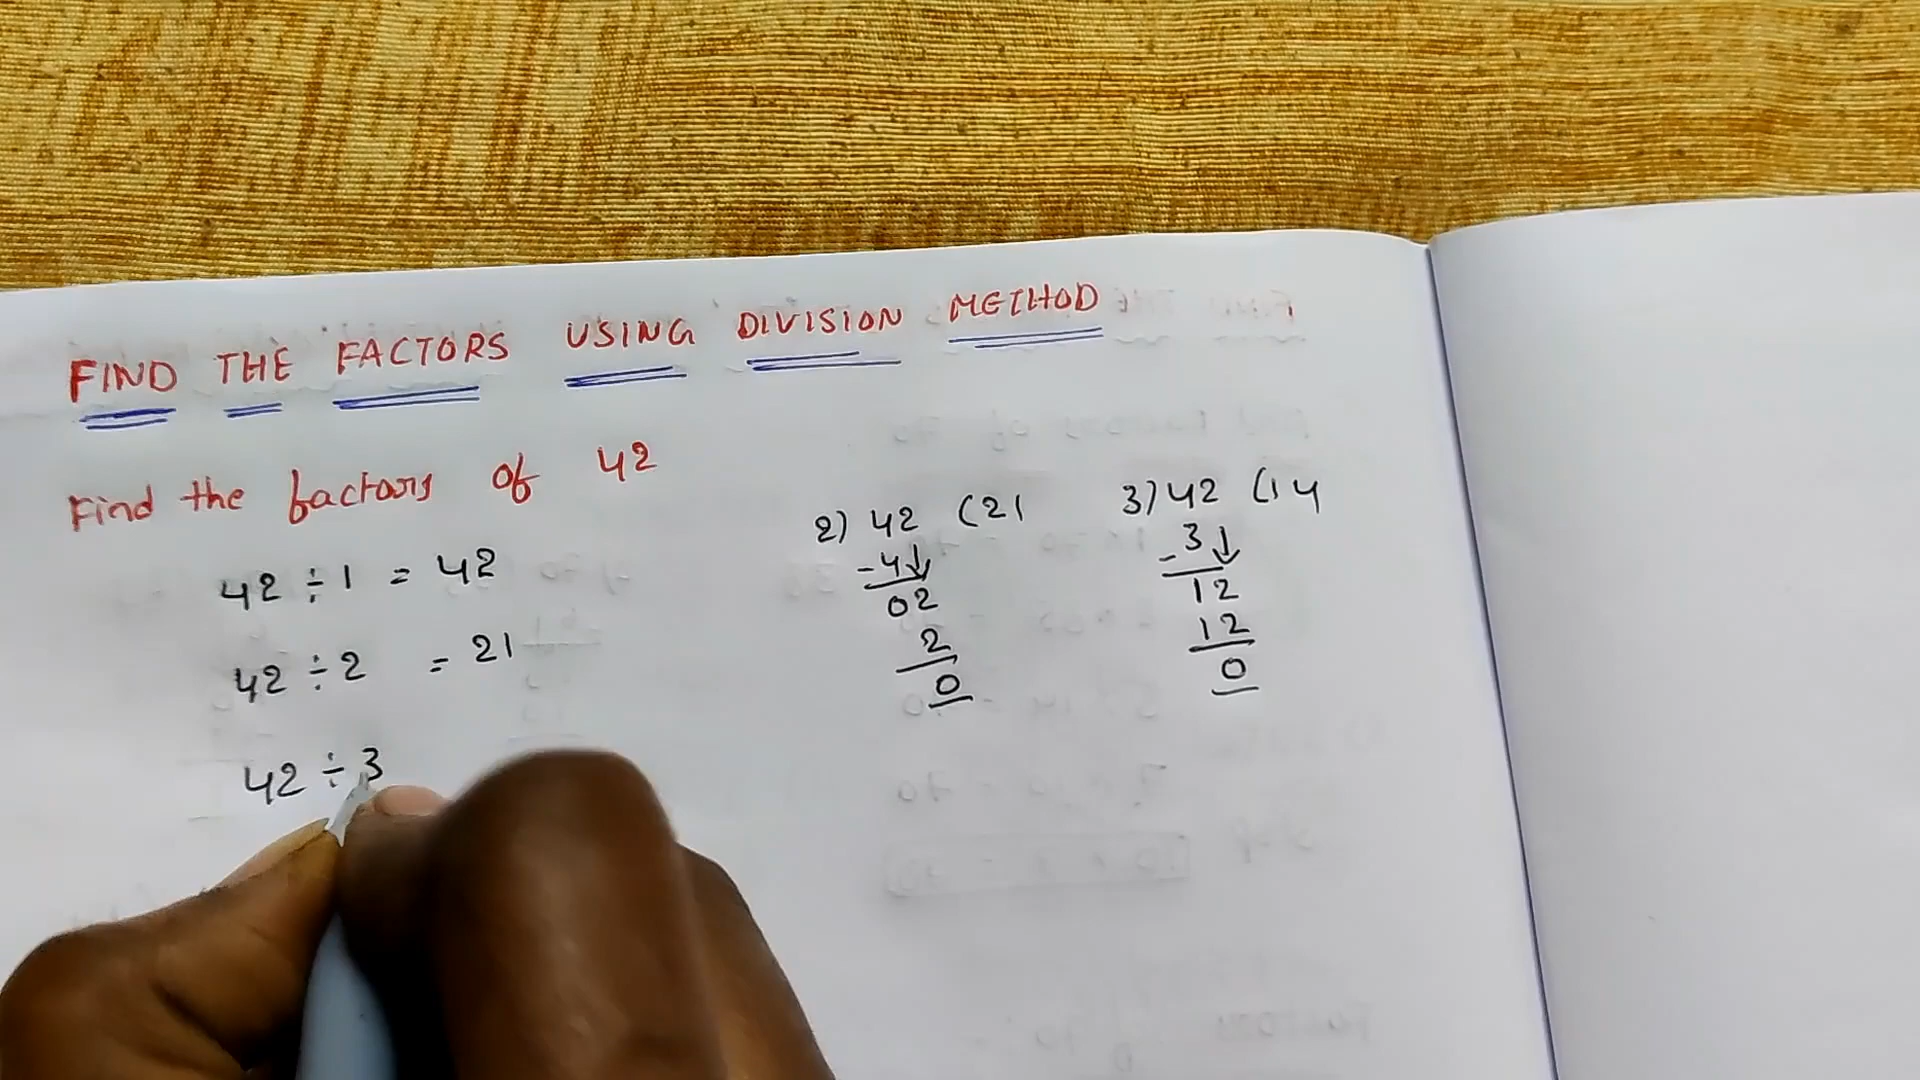 FIND THE FACTORS USING DIVISION METHOD
Find the factors of 42
42 ÷ 1 = 42
42 ÷ 2 = 21
42 ÷ 3
2) 42 (21
-4↓
02
2
0
3) 42 (14
-3↓
12
12
0